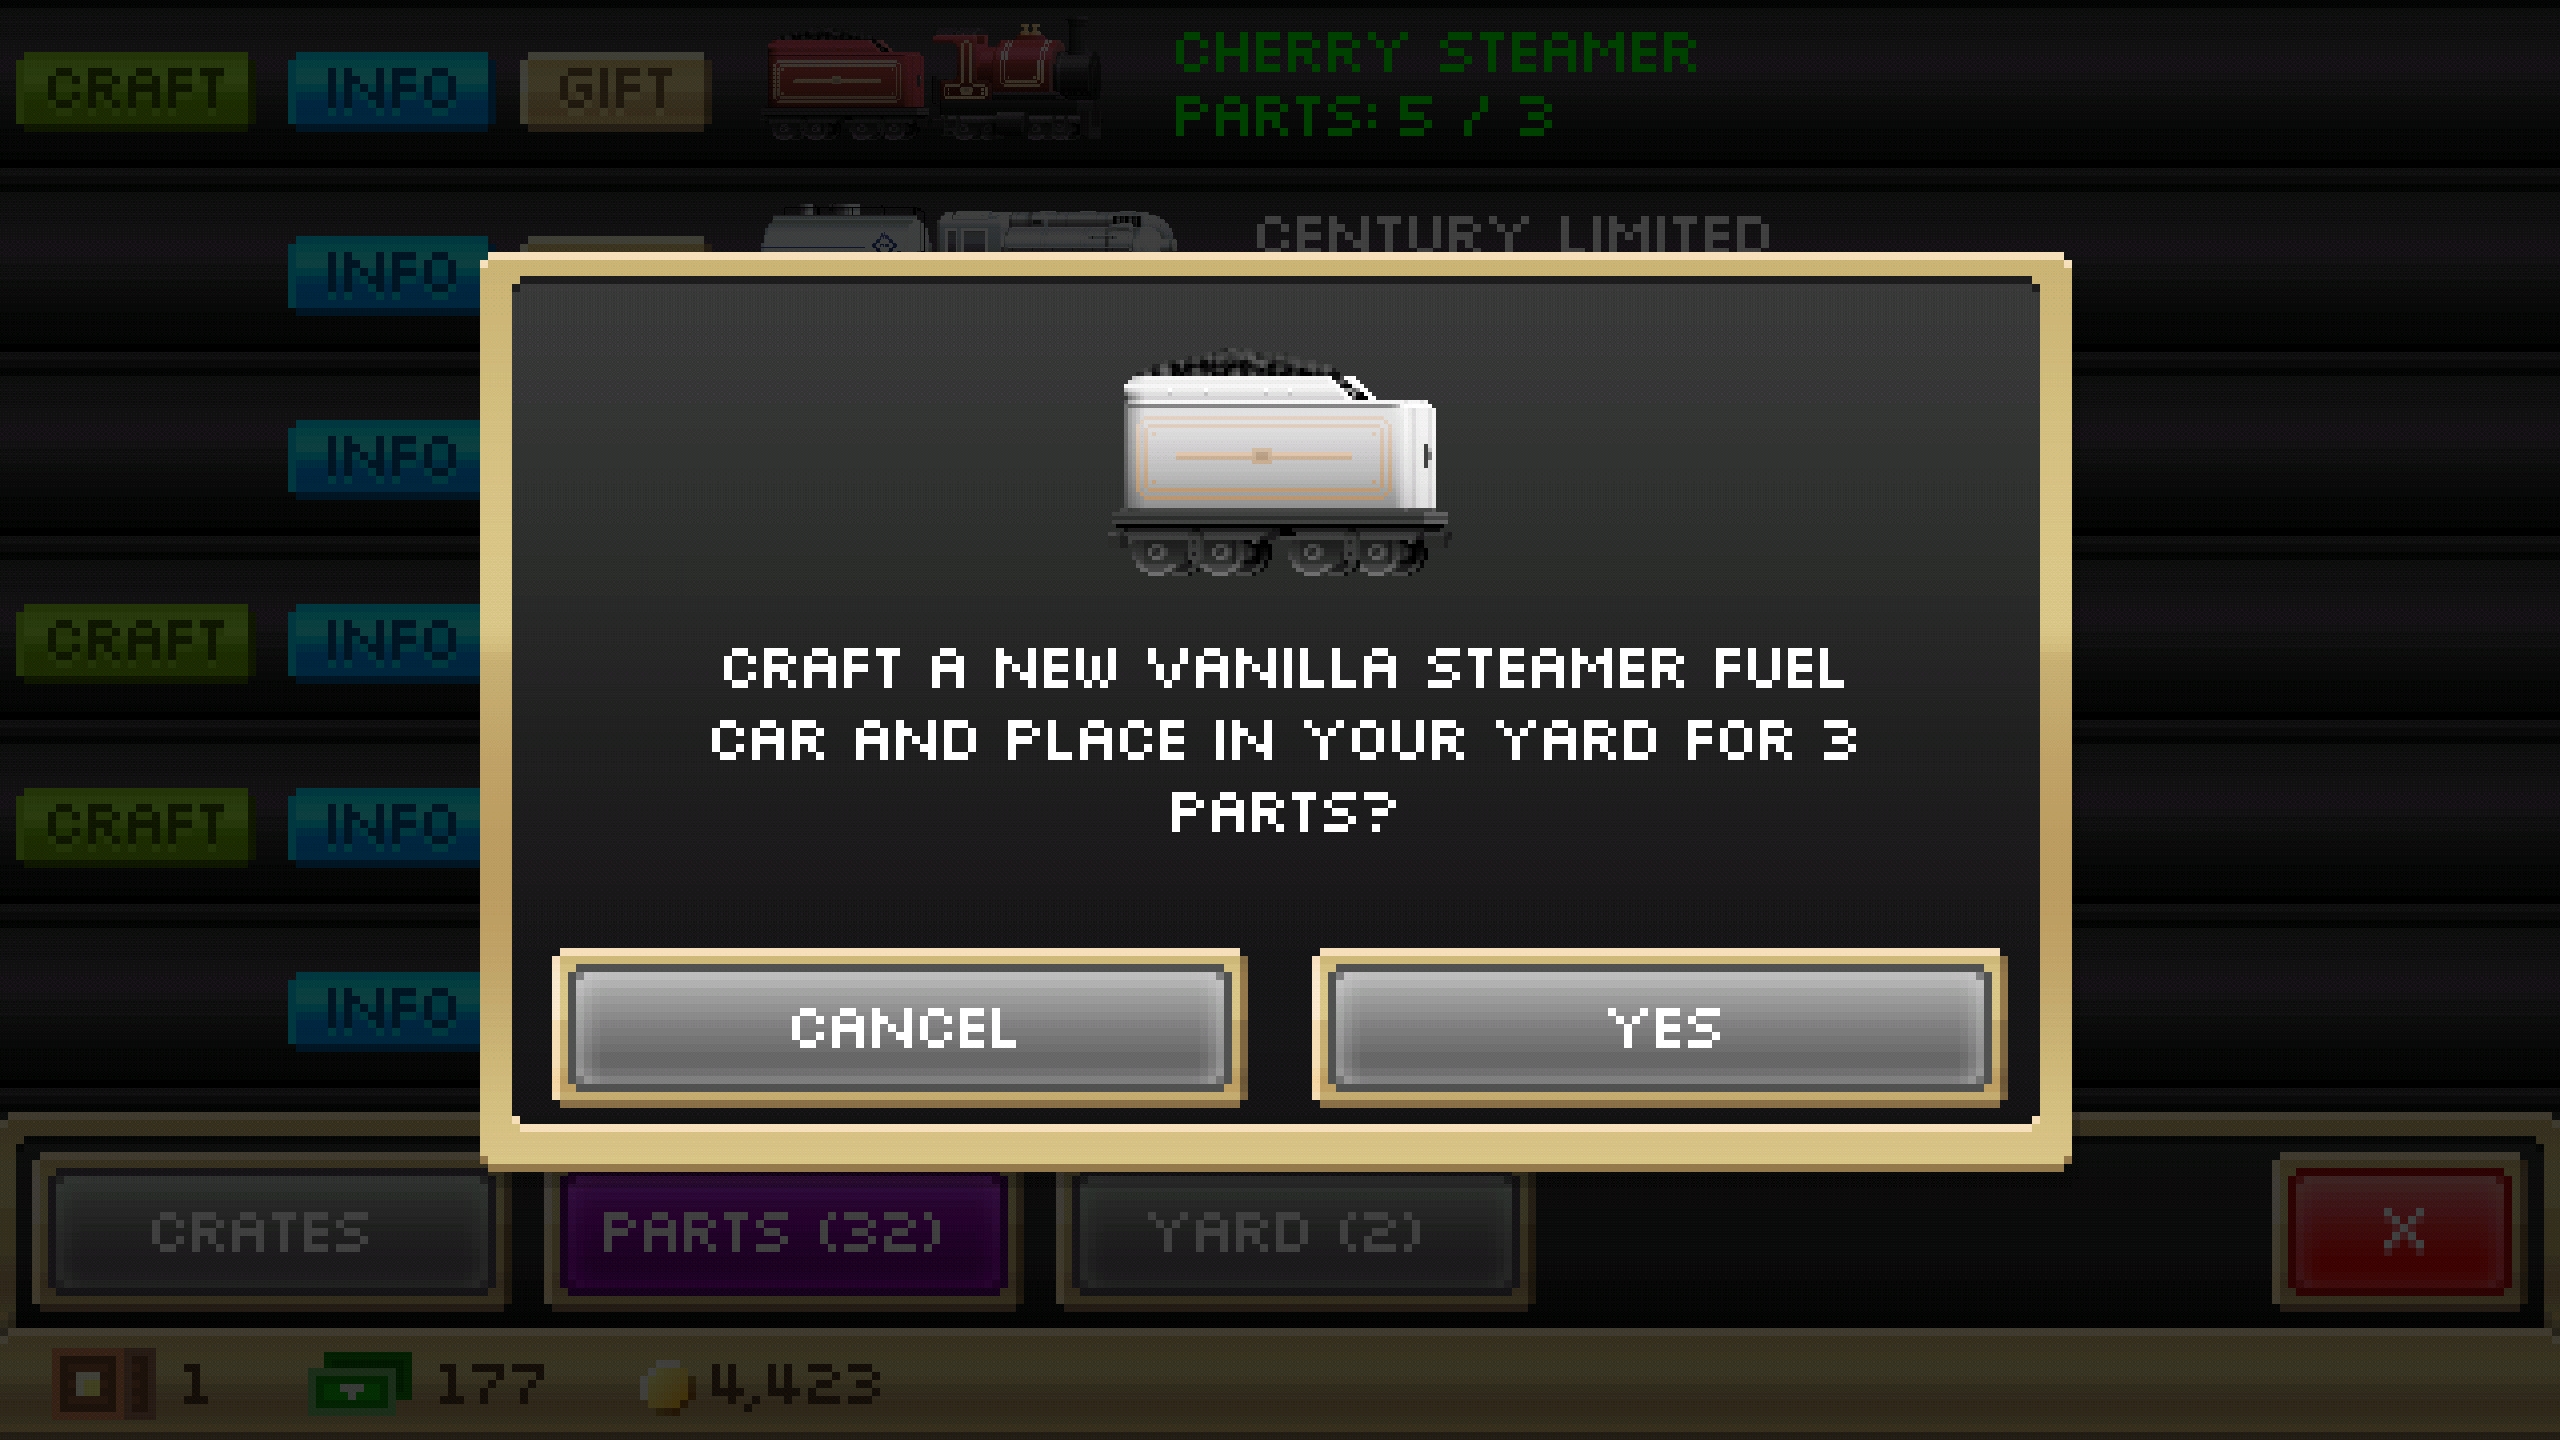 CRAFT INFO GIFT CHERRY STEAMER
PARTS: 5 / 3
INFO CENTURY LIMITED
INFO
CRAFT INFO
CRAFT INFO
INFO
CRAFT A NEW VANILLA STEAMER FUEL
CAR AND PLACE IN YOUR YARD FOR 3
PARTS?
CANCEL YES
CRATES PARTS (32) YARD (2) X
1 177 4,423